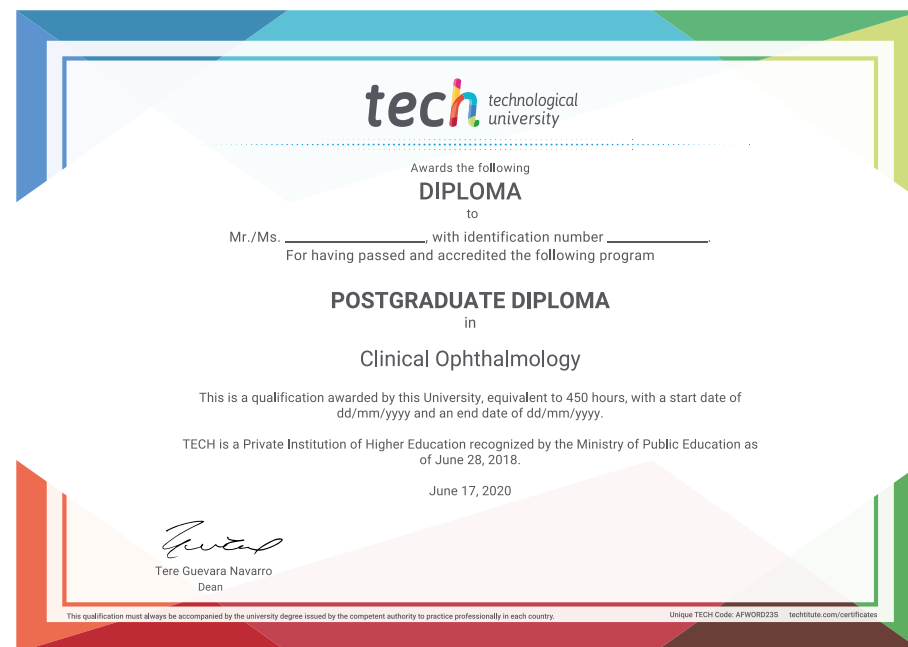 tech technological
university
Awards the following
DIPLOMA
to
Mr./Ms. ____________________, with identification number ____________________.
For having passed and accredited the following program
POSTGRADUATE DIPLOMA
in
Clinical Ophthalmology
This is a qualification awarded by this University, equivalent to 450 hours, with a start date of
dd/mm/yyyy and an end date of dd/mm/yyyy.
TECH is a Private Institution of Higher Education recognized by the Ministry of Public Education as
of June 28, 2018.
June 17, 2020
Tere Guevara Navarro
Dean
This qualification must always be accompanied by the university degree issued by the competent authority to practice professionally in each country.
Unique TECH Code: AFWORD23S techtitute.com/certificates